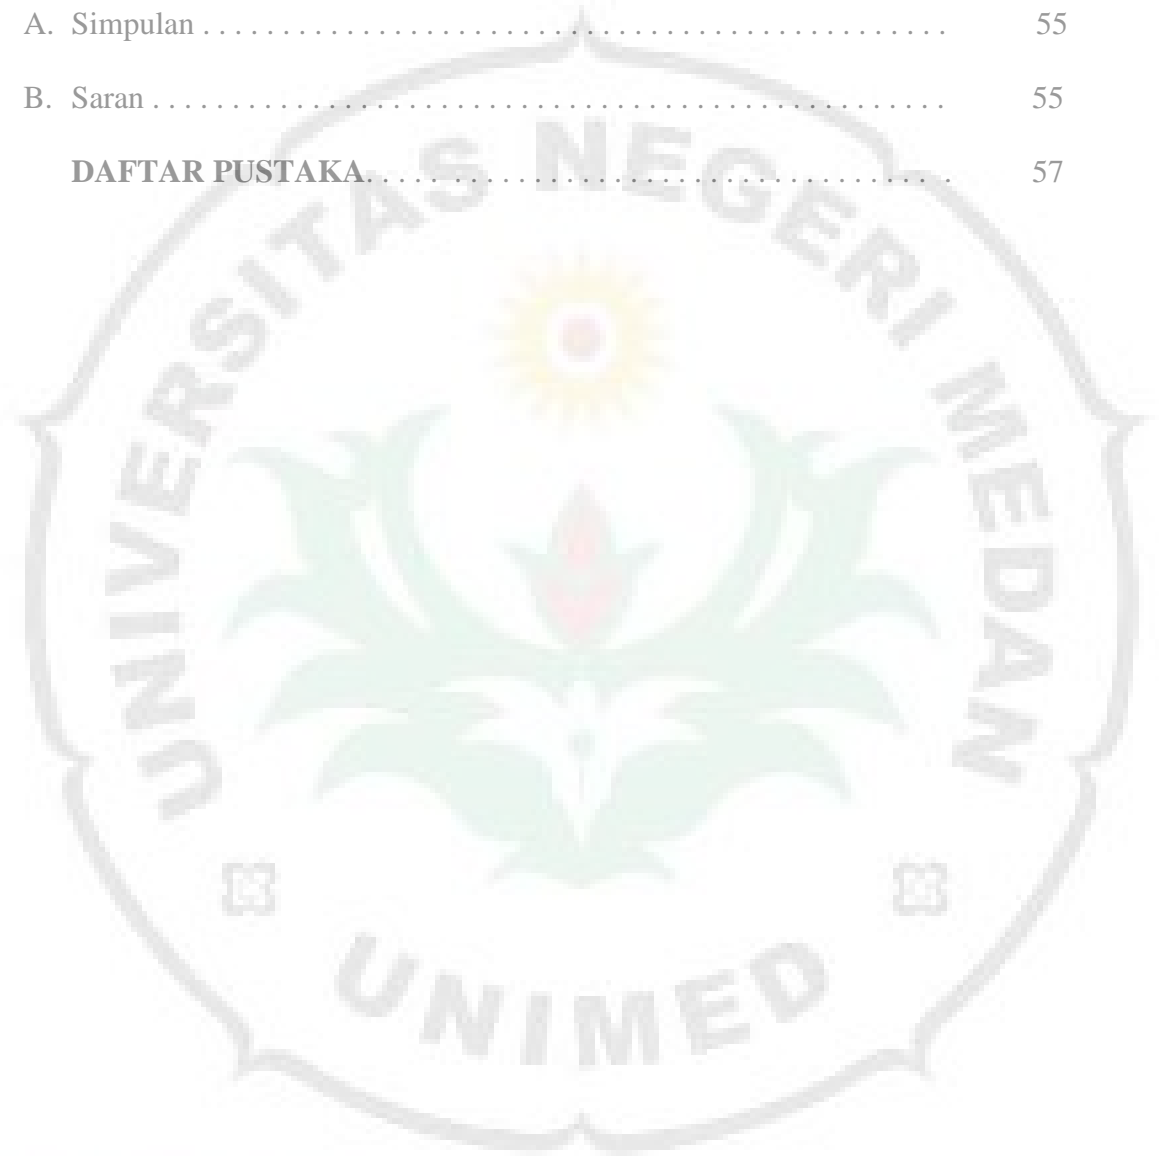 A. Simpulan . . . . . . . . . . . . . . . . . . . . . . . . . . . . . . . . . . . . . . . . . . . . . . . 55
B. Saran . . . . . . . . . . . . . . . . . . . . . . . . . . . . . . . . . . . . . . . . . . . . . . . . . . 55
DAFTAR PUSTAKA. . . . . . . . . . . . . . . . . . . . . . . . . . . . . . . . . . . . . 57
UNIVERSITAS NEGERI MEDAN
UNIMED